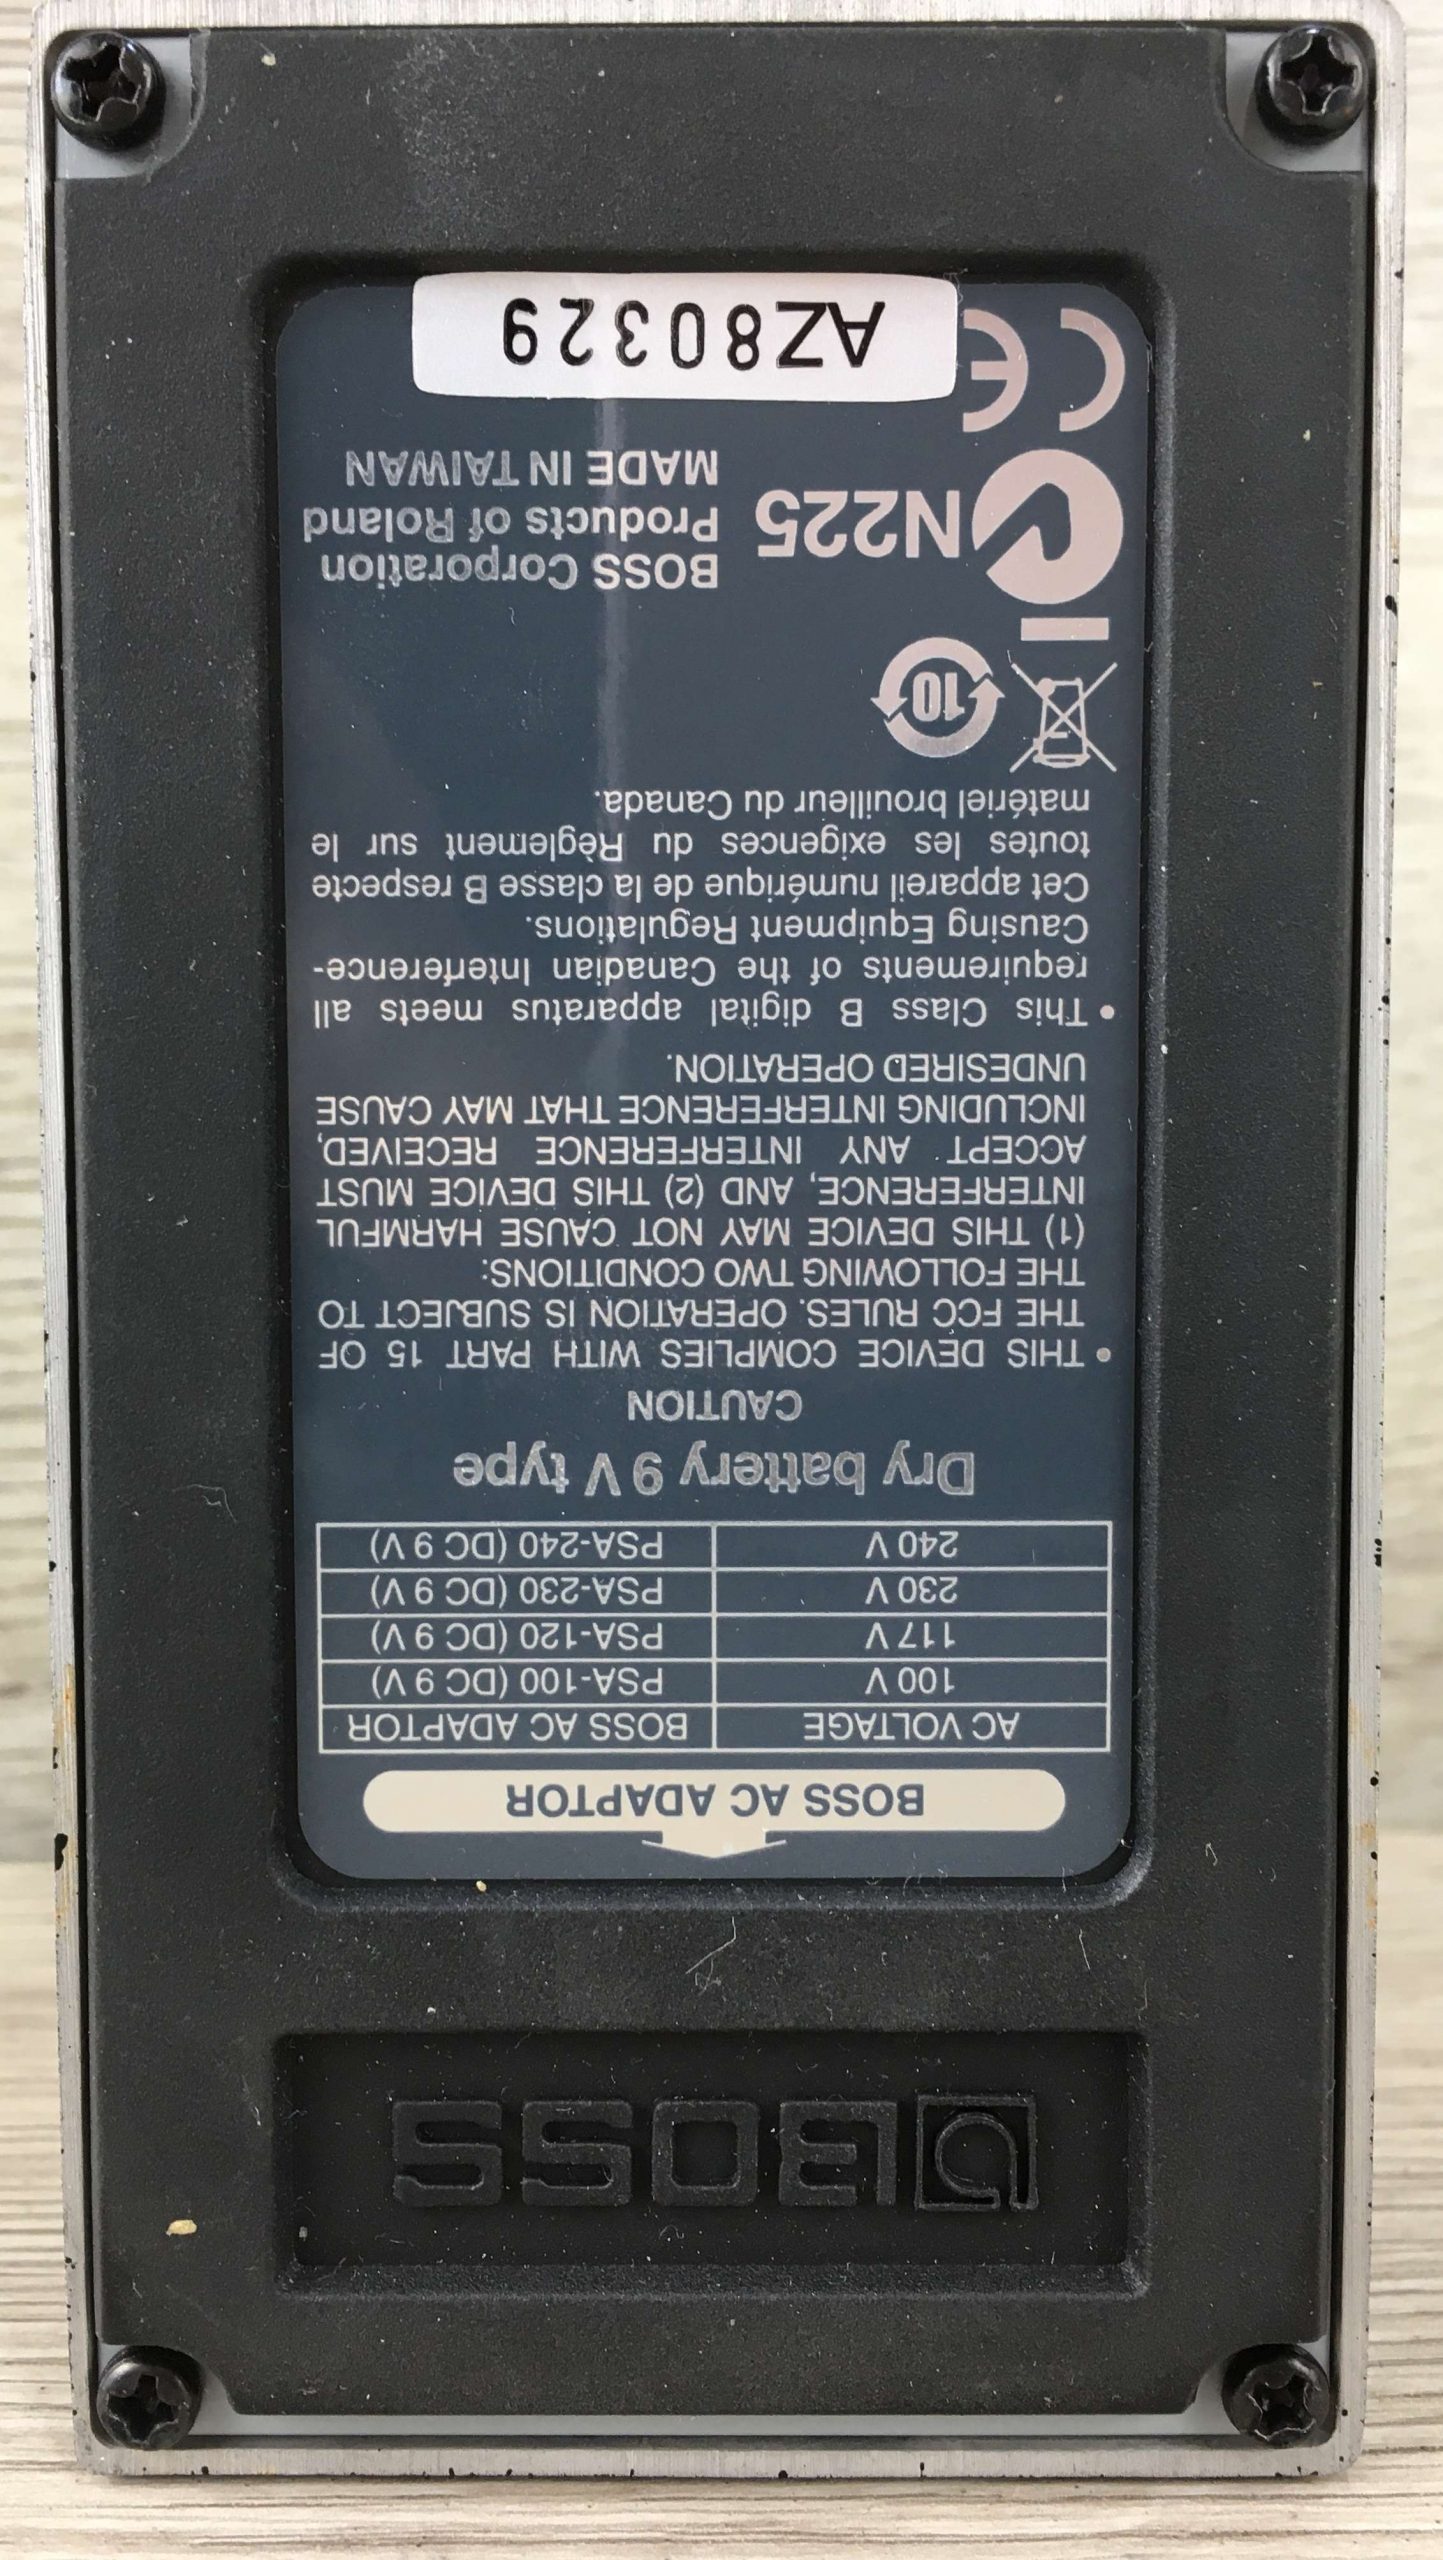 BOSS
BOSS AC ADAPTOR
AC VOLTAGE BOSS AC ADAPTOR
100 V PSA-100 (DC 9 V)
117 V PSA-120 (DC 9 V)
230 V PSA-230 (DC 9 V)
240 V PSA-240 (DC 9 V)
Dry battery 9 V type
CAUTION
• THIS DEVICE COMPLIES WITH PART 15 OF
THE FCC RULES. OPERATION IS SUBJECT TO
THE FOLLOWING TWO CONDITIONS:
(1) THIS DEVICE MAY NOT CAUSE HARMFUL
INTERFERENCE, AND (2) THIS DEVICE MUST
ACCEPT ANY INTERFERENCE RECEIVED,
INCLUDING INTERFERENCE THAT MAY CAUSE
UNDESIRED OPERATION.
• This Class B digital apparatus meets all
requirements of the Canadian Interference-
Causing Equipment Regulations.
Cet appareil numérique de la classe B respecte
toutes les exigences du Règlement sur le
matériel brouilleur du Canada.
10
N225
BOSS Corporation
Products of Roland
MADE IN TAIWAN
CE
AZ80329